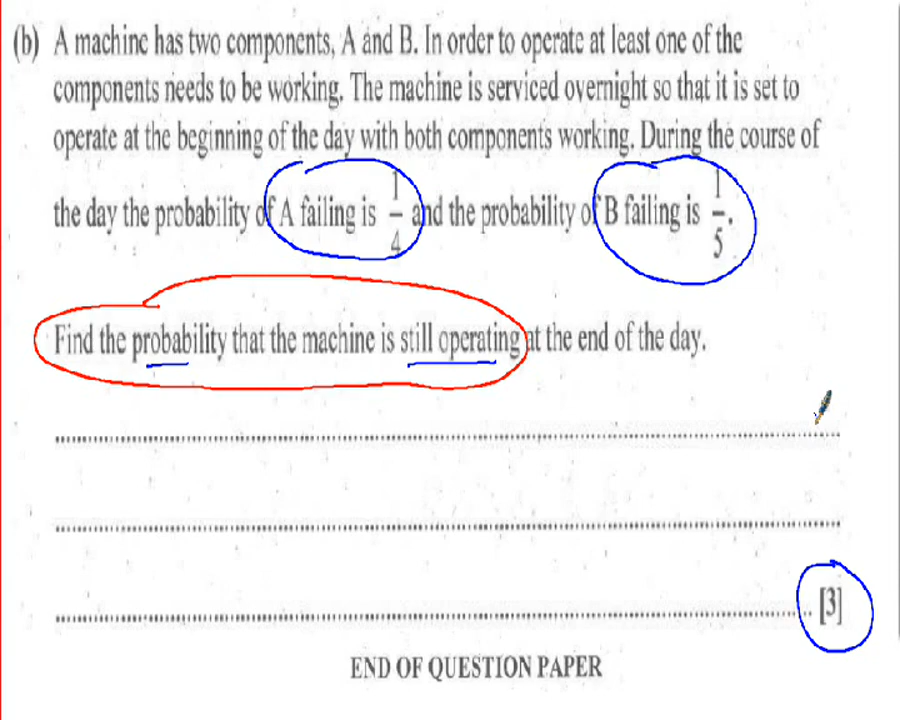 (b) A machine has two components, A and B. In order to operate at least one of the
components needs to be working. The machine is serviced overnight so that it is set to
operate at the beginning of the day with both components working. During the course of
the day the probability of A failing is 1/4 and the probability of B failing is 1/5.
Find the probability that the machine is still operating at the end of the day.
[3]
END OF QUESTION PAPER